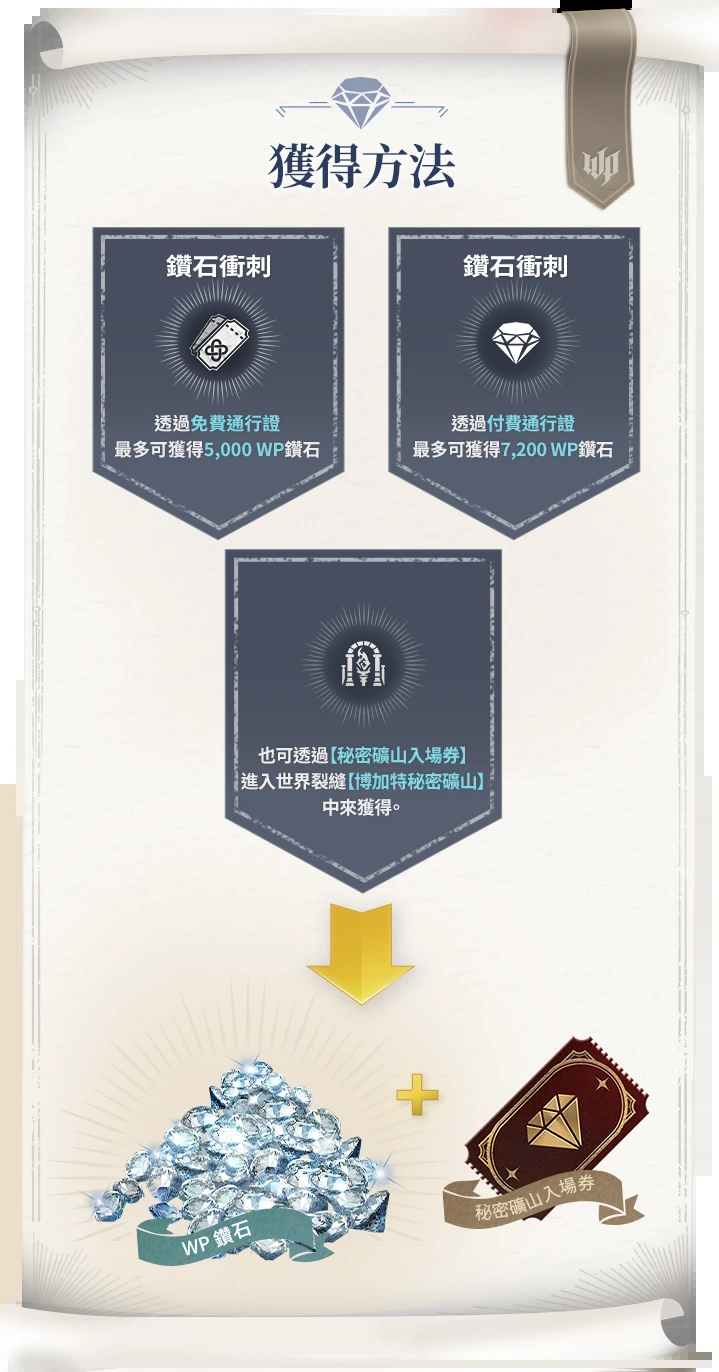 WP
獲得方法
鑽石衝刺
透過免費通行證
最多可獲得5,000 WP鑽石
鑽石衝刺
透過付費通行證
最多可獲得7,200 WP鑽石
也可透過【秘密礦山入場券】
進入世界裂縫【博加特秘密礦山】
中來獲得。
WP 鑽石
秘密礦山入場券